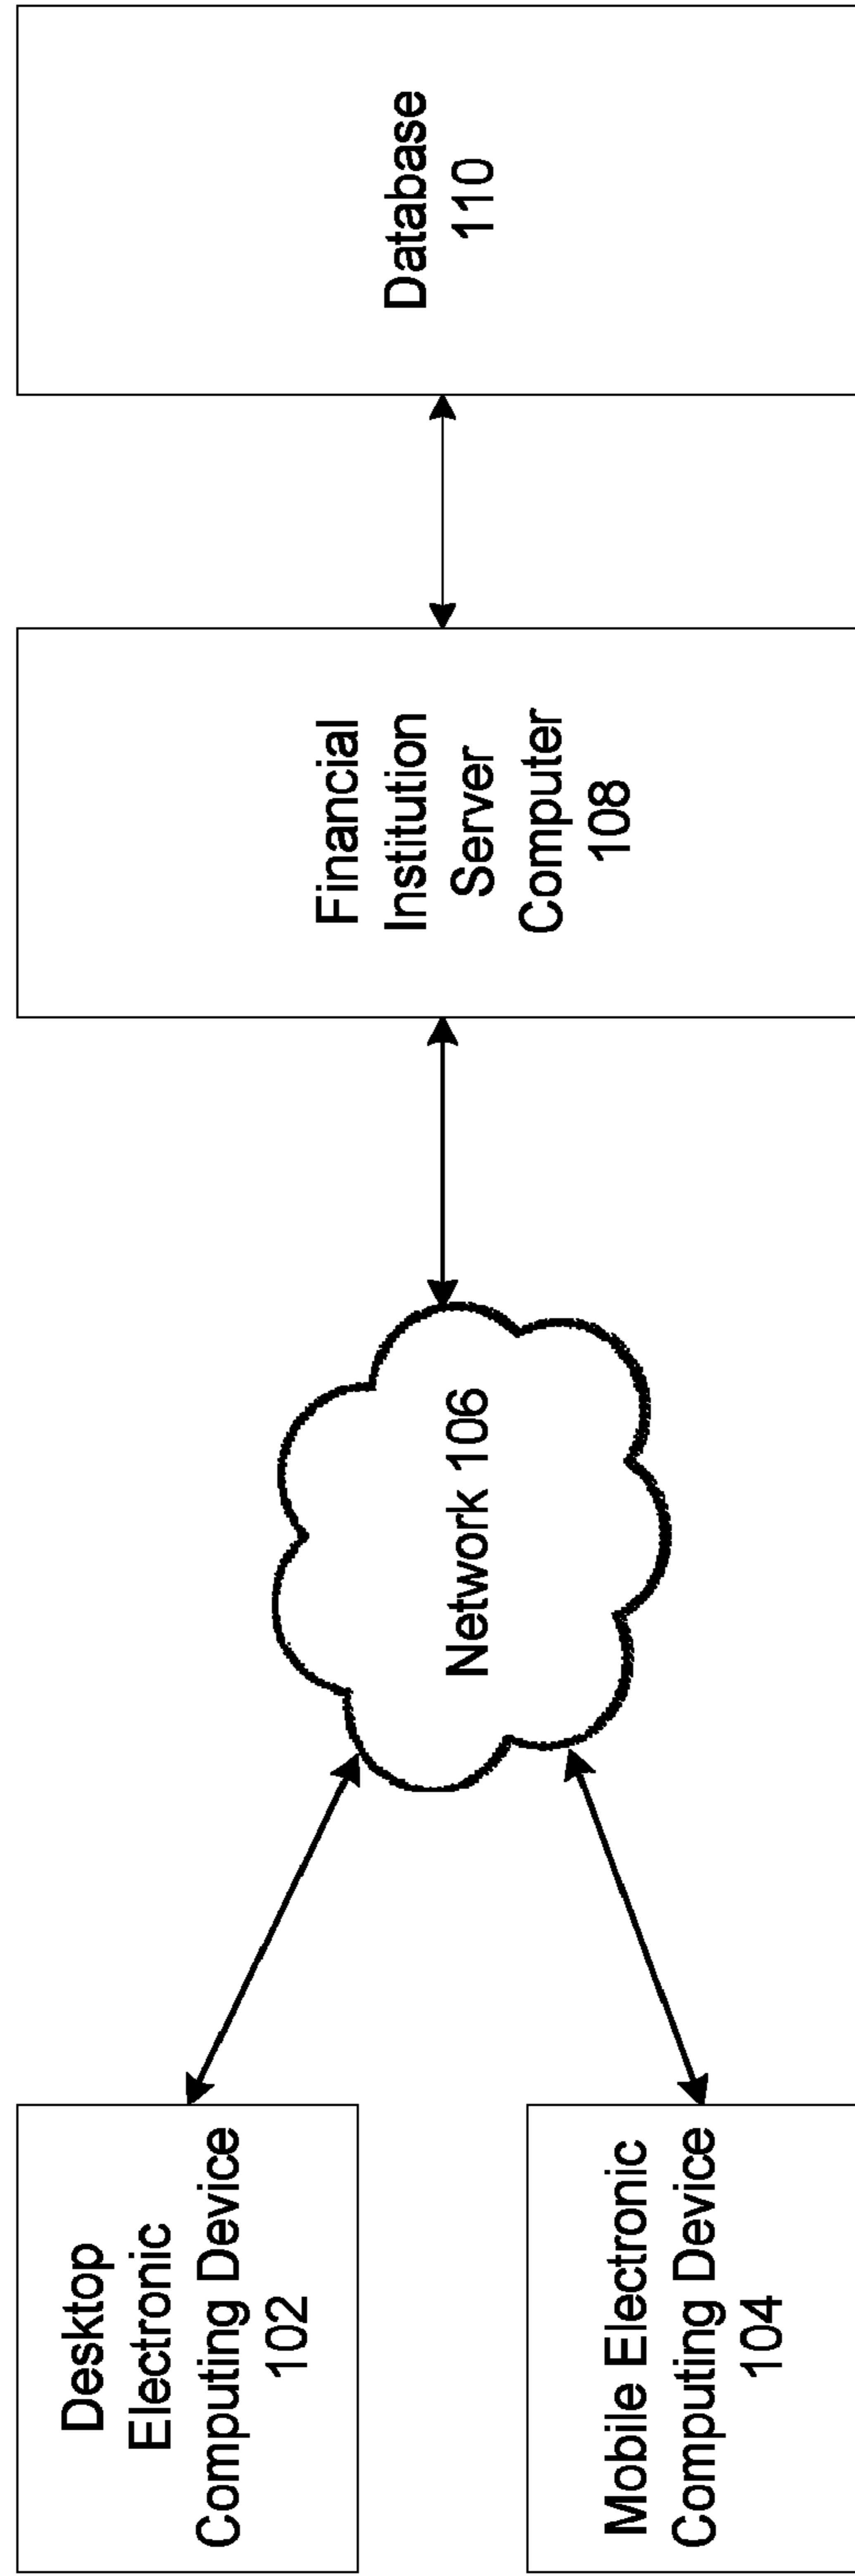 Desktop
Electronic
Computing Device
102
Mobile Electronic
Computing Device
104
Network 106
Financial
Institution
Server
Computer
108
Database
110